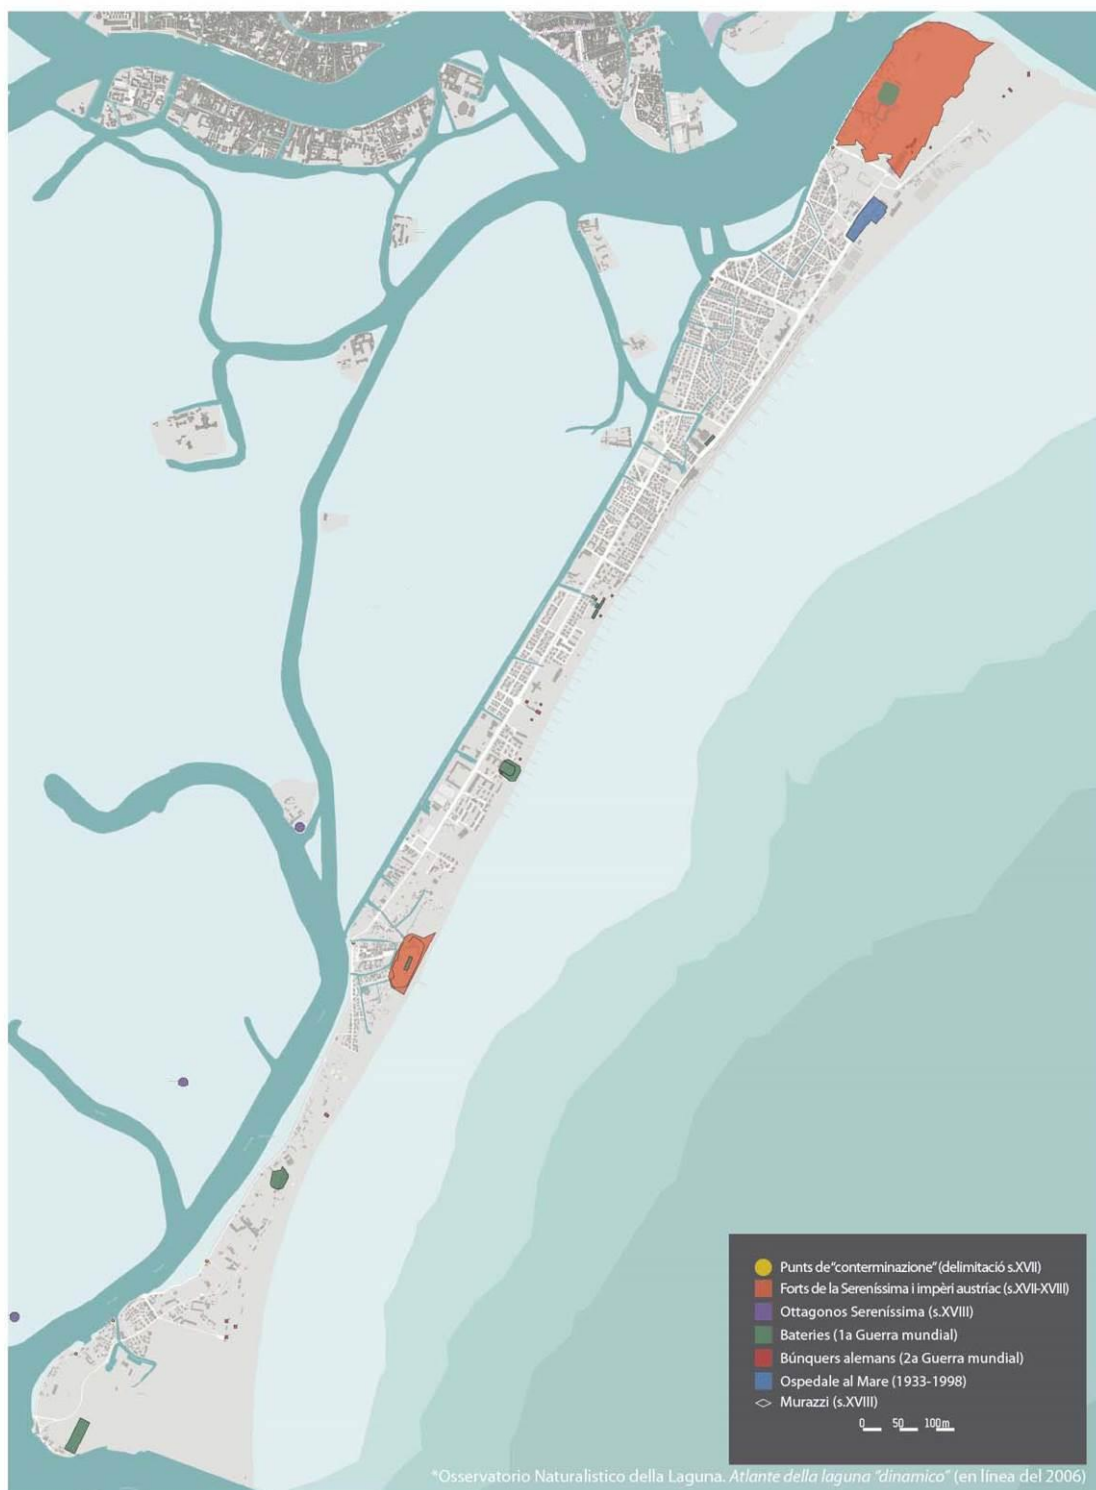 Punts de "conterminazione" (delimitació s.XVII)
Forts de la Sereníssima i impèri austríac (s.XVII-XVIII)
Ottagonos Sereníssima (s.XVIII)
Bateries (1a Guerra mundial)
Búnquers alemans (2a Guerra mundial)
Ospedale al Mare (1933-1998)
Murazzi (s.XVIII)
0 50 100m
*Osservatorio Naturalistico della Laguna. Atlante della laguna "dinamico" (en línea del 2006)